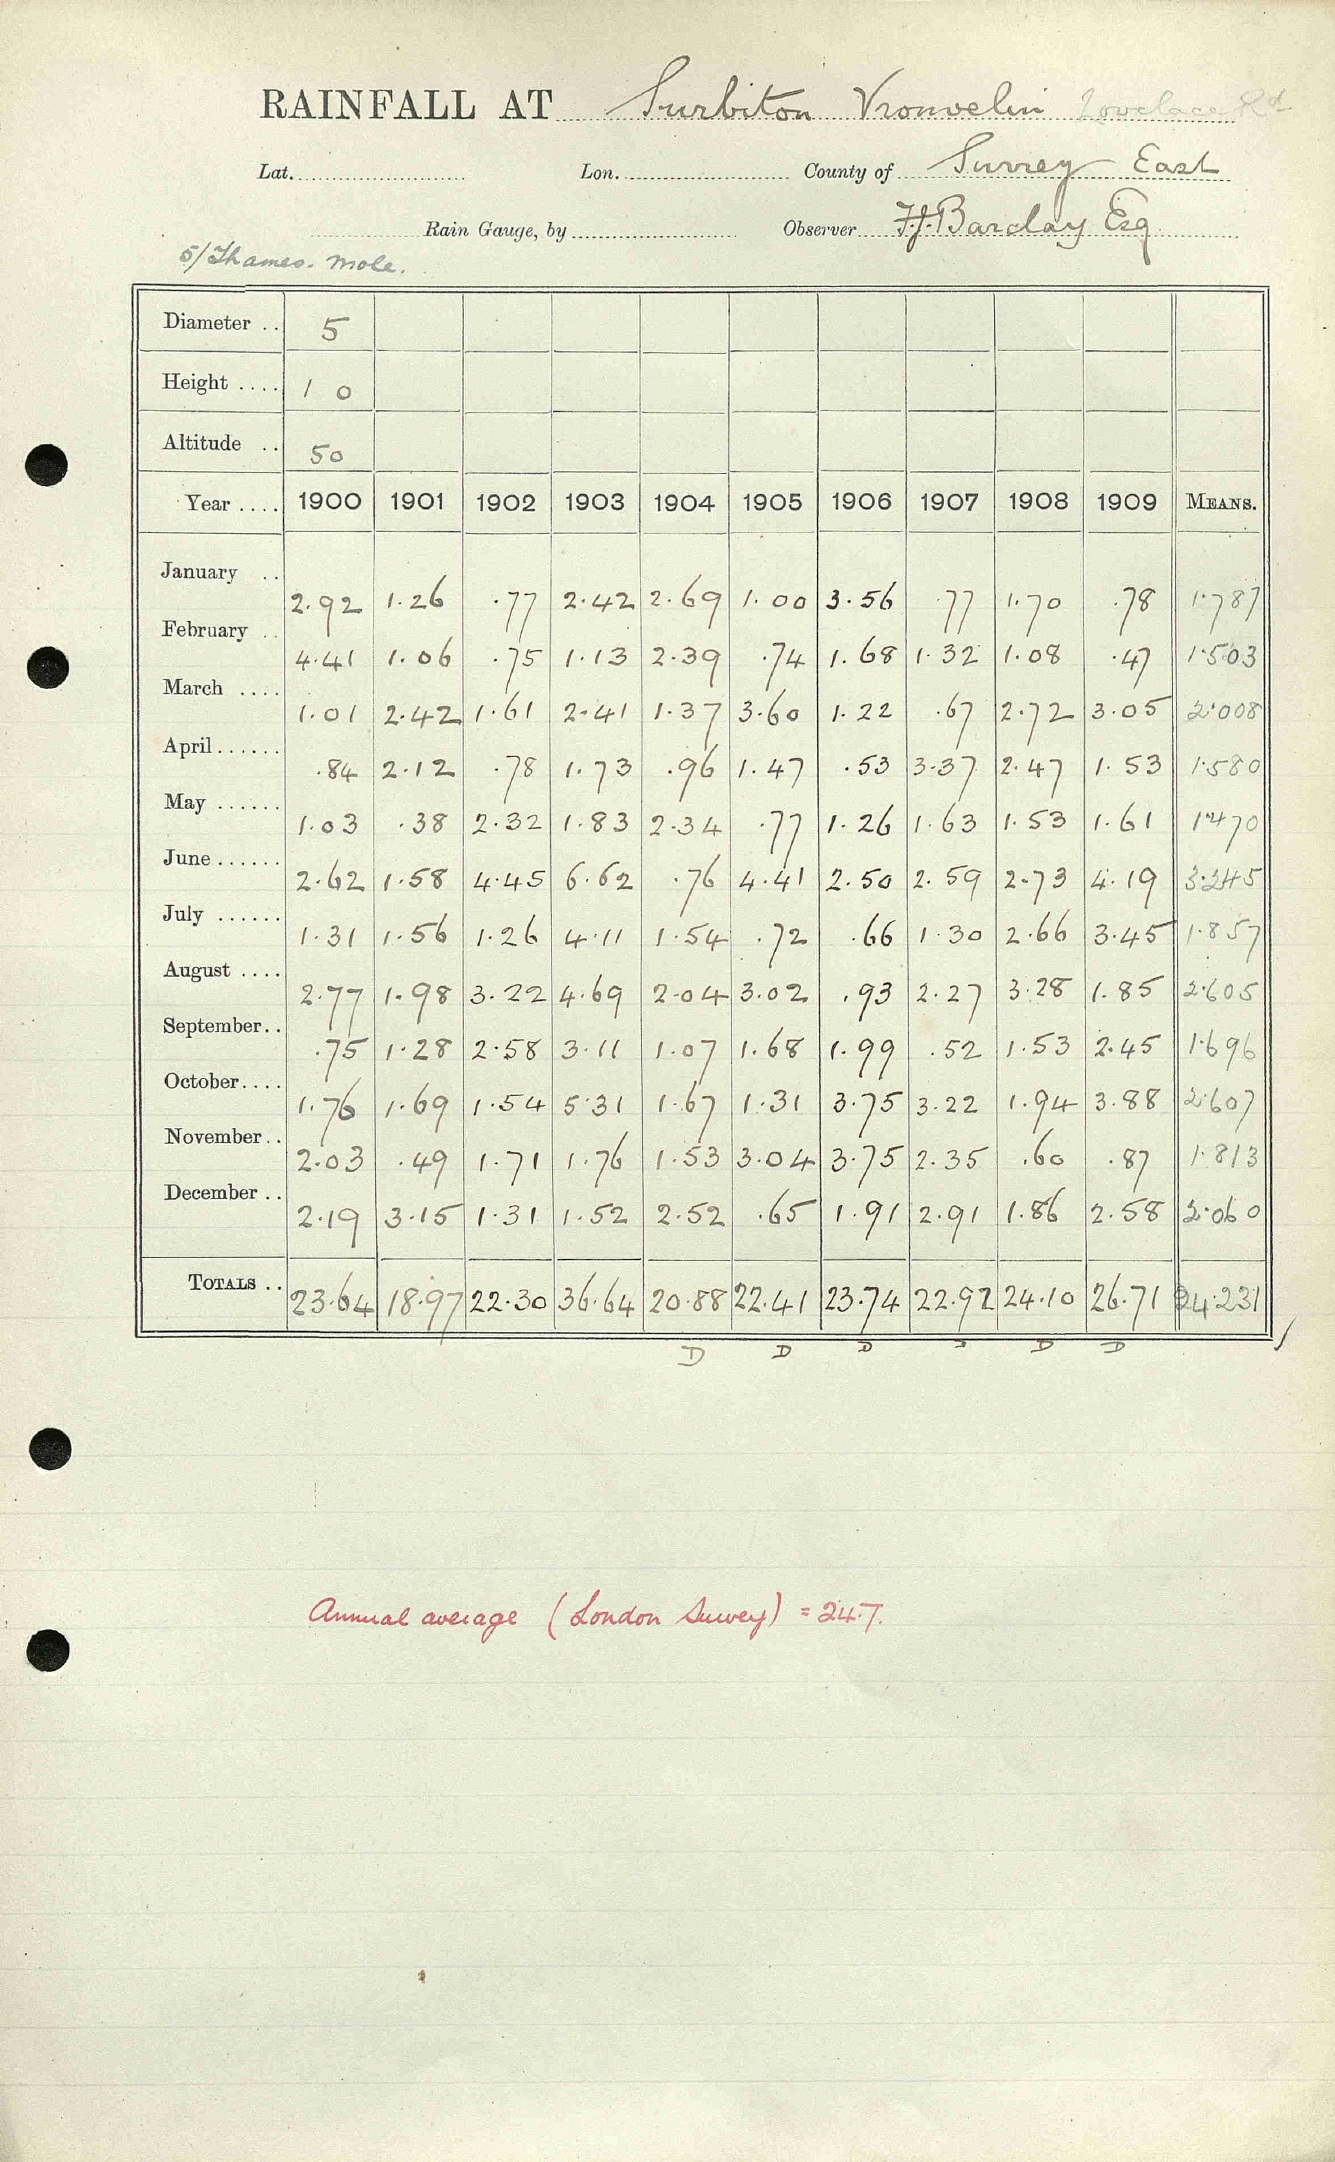 RAINFALL AT Surbiton Vronvelin Lovelace Rd
Lat. Lon. County of Surrey East
Rain Gauge, by Observer F.J. Barclay Esq
5/Thames. Mole.
Diameter .. 5
Height .... 1 0
Altitude .. 50
Year .... 1900 1901 1902 1903 1904 1905 1906 1907 1908 1909 MEANS.
January .. 2.92 1.26 .77 2.42 2.69 1.00 3.56 .77 1.70 .78 1.787
February .. 4.41 1.06 .75 1.13 2.39 .74 1.68 1.32 1.08 .47 1.503
March .... 1.01 2.42 1.61 2.41 1.37 3.60 1.22 .67 2.72 3.05 2.008
April...... .84 2.12 .78 1.73 .96 1.47 .53 3.37 2.47 1.53 1.580
May ...... 1.03 .38 2.32 1.83 2.34 .77 1.26 1.63 1.53 1.61 1.470
June...... 2.62 1.58 4.45 6.62 .76 4.41 2.50 2.59 2.73 4.19 3.245
July ...... 1.31 1.56 1.26 4.11 1.54 .72 .66 1.30 2.66 3.45 1.857
August .... 2.77 1.98 3.22 4.69 2.04 3.02 .93 2.27 3.28 1.85 2.605
September.. .75 1.28 2.58 3.11 1.07 1.68 1.99 .52 1.53 2.45 1.696
October.... 1.76 1.69 1.54 5.31 1.67 1.31 3.75 3.22 1.94 3.88 2.607
November.. 2.03 .49 1.71 1.76 1.53 3.04 3.75 2.35 .60 .87 1.813
December .. 2.19 3.15 1.31 1.52 2.52 .65 1.91 2.91 1.86 2.58 2.060
TOTALS .. 23.64 18.97 22.30 36.64 20.88 22.41 23.74 22.92 24.10 26.71 24.231
D D D D D D
Annual average (London Survey) = 24.7.